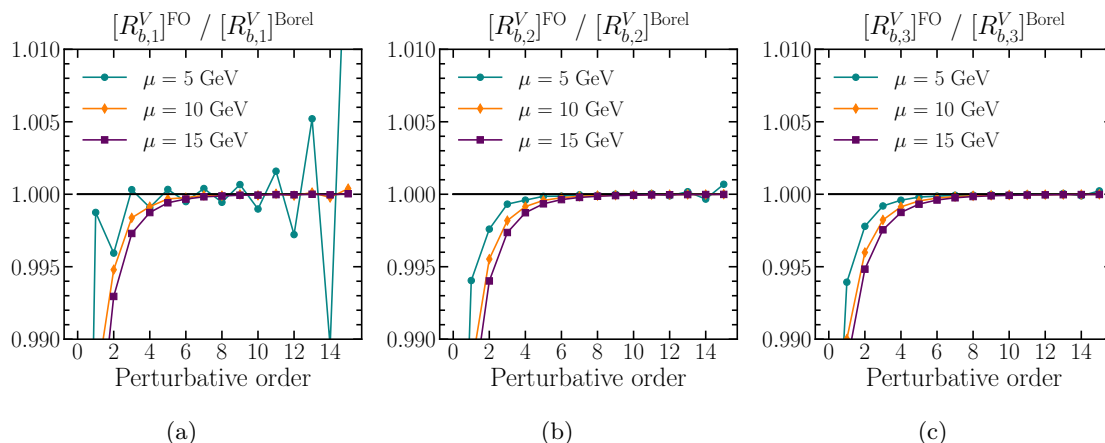 [R^V_{b,1}]^{FO} / [R^V_{b,1}]^{Borel}
1.010
1.005
1.000
0.995
0.990
μ = 5 GeV
μ = 10 GeV
μ = 15 GeV
0 2 4 6 8 10 12 14
Perturbative order
(a)
[R^V_{b,2}]^{FO} / [R^V_{b,2}]^{Borel}
1.010
1.005
1.000
0.995
0.990
μ = 5 GeV
μ = 10 GeV
μ = 15 GeV
0 2 4 6 8 10 12 14
Perturbative order
(b)
[R^V_{b,3}]^{FO} / [R^V_{b,3}]^{Borel}
1.010
1.005
1.000
0.995
0.990
μ = 5 GeV
μ = 10 GeV
μ = 15 GeV
0 2 4 6 8 10 12 14
Perturbative order
(c)